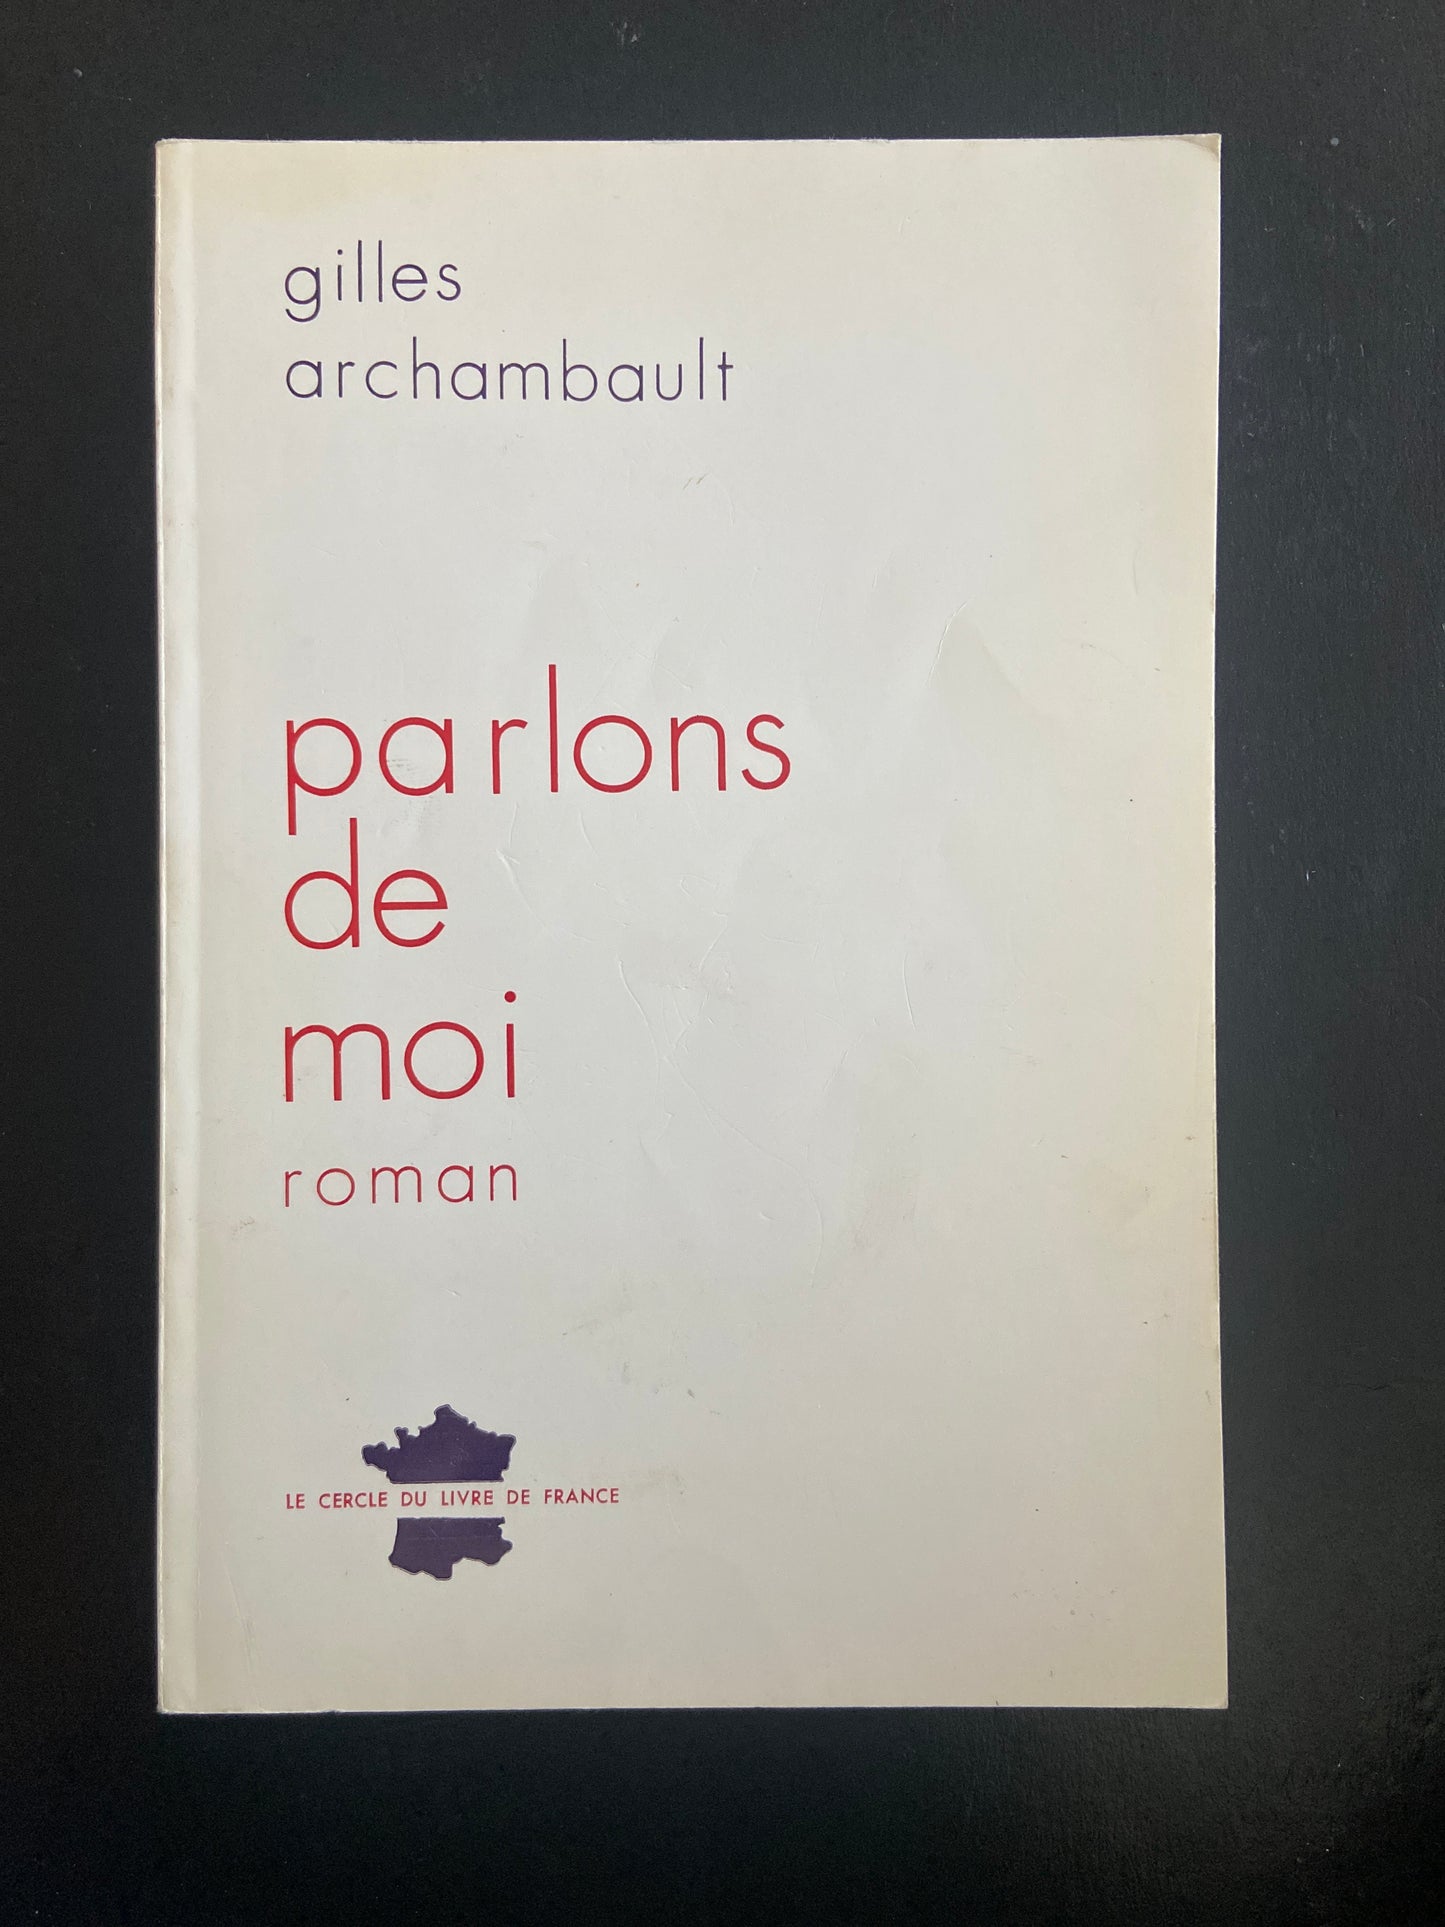 gilles
archambault
parlons
de
moi
roman
LE CERCLE DU LIVRE DE FRANCE